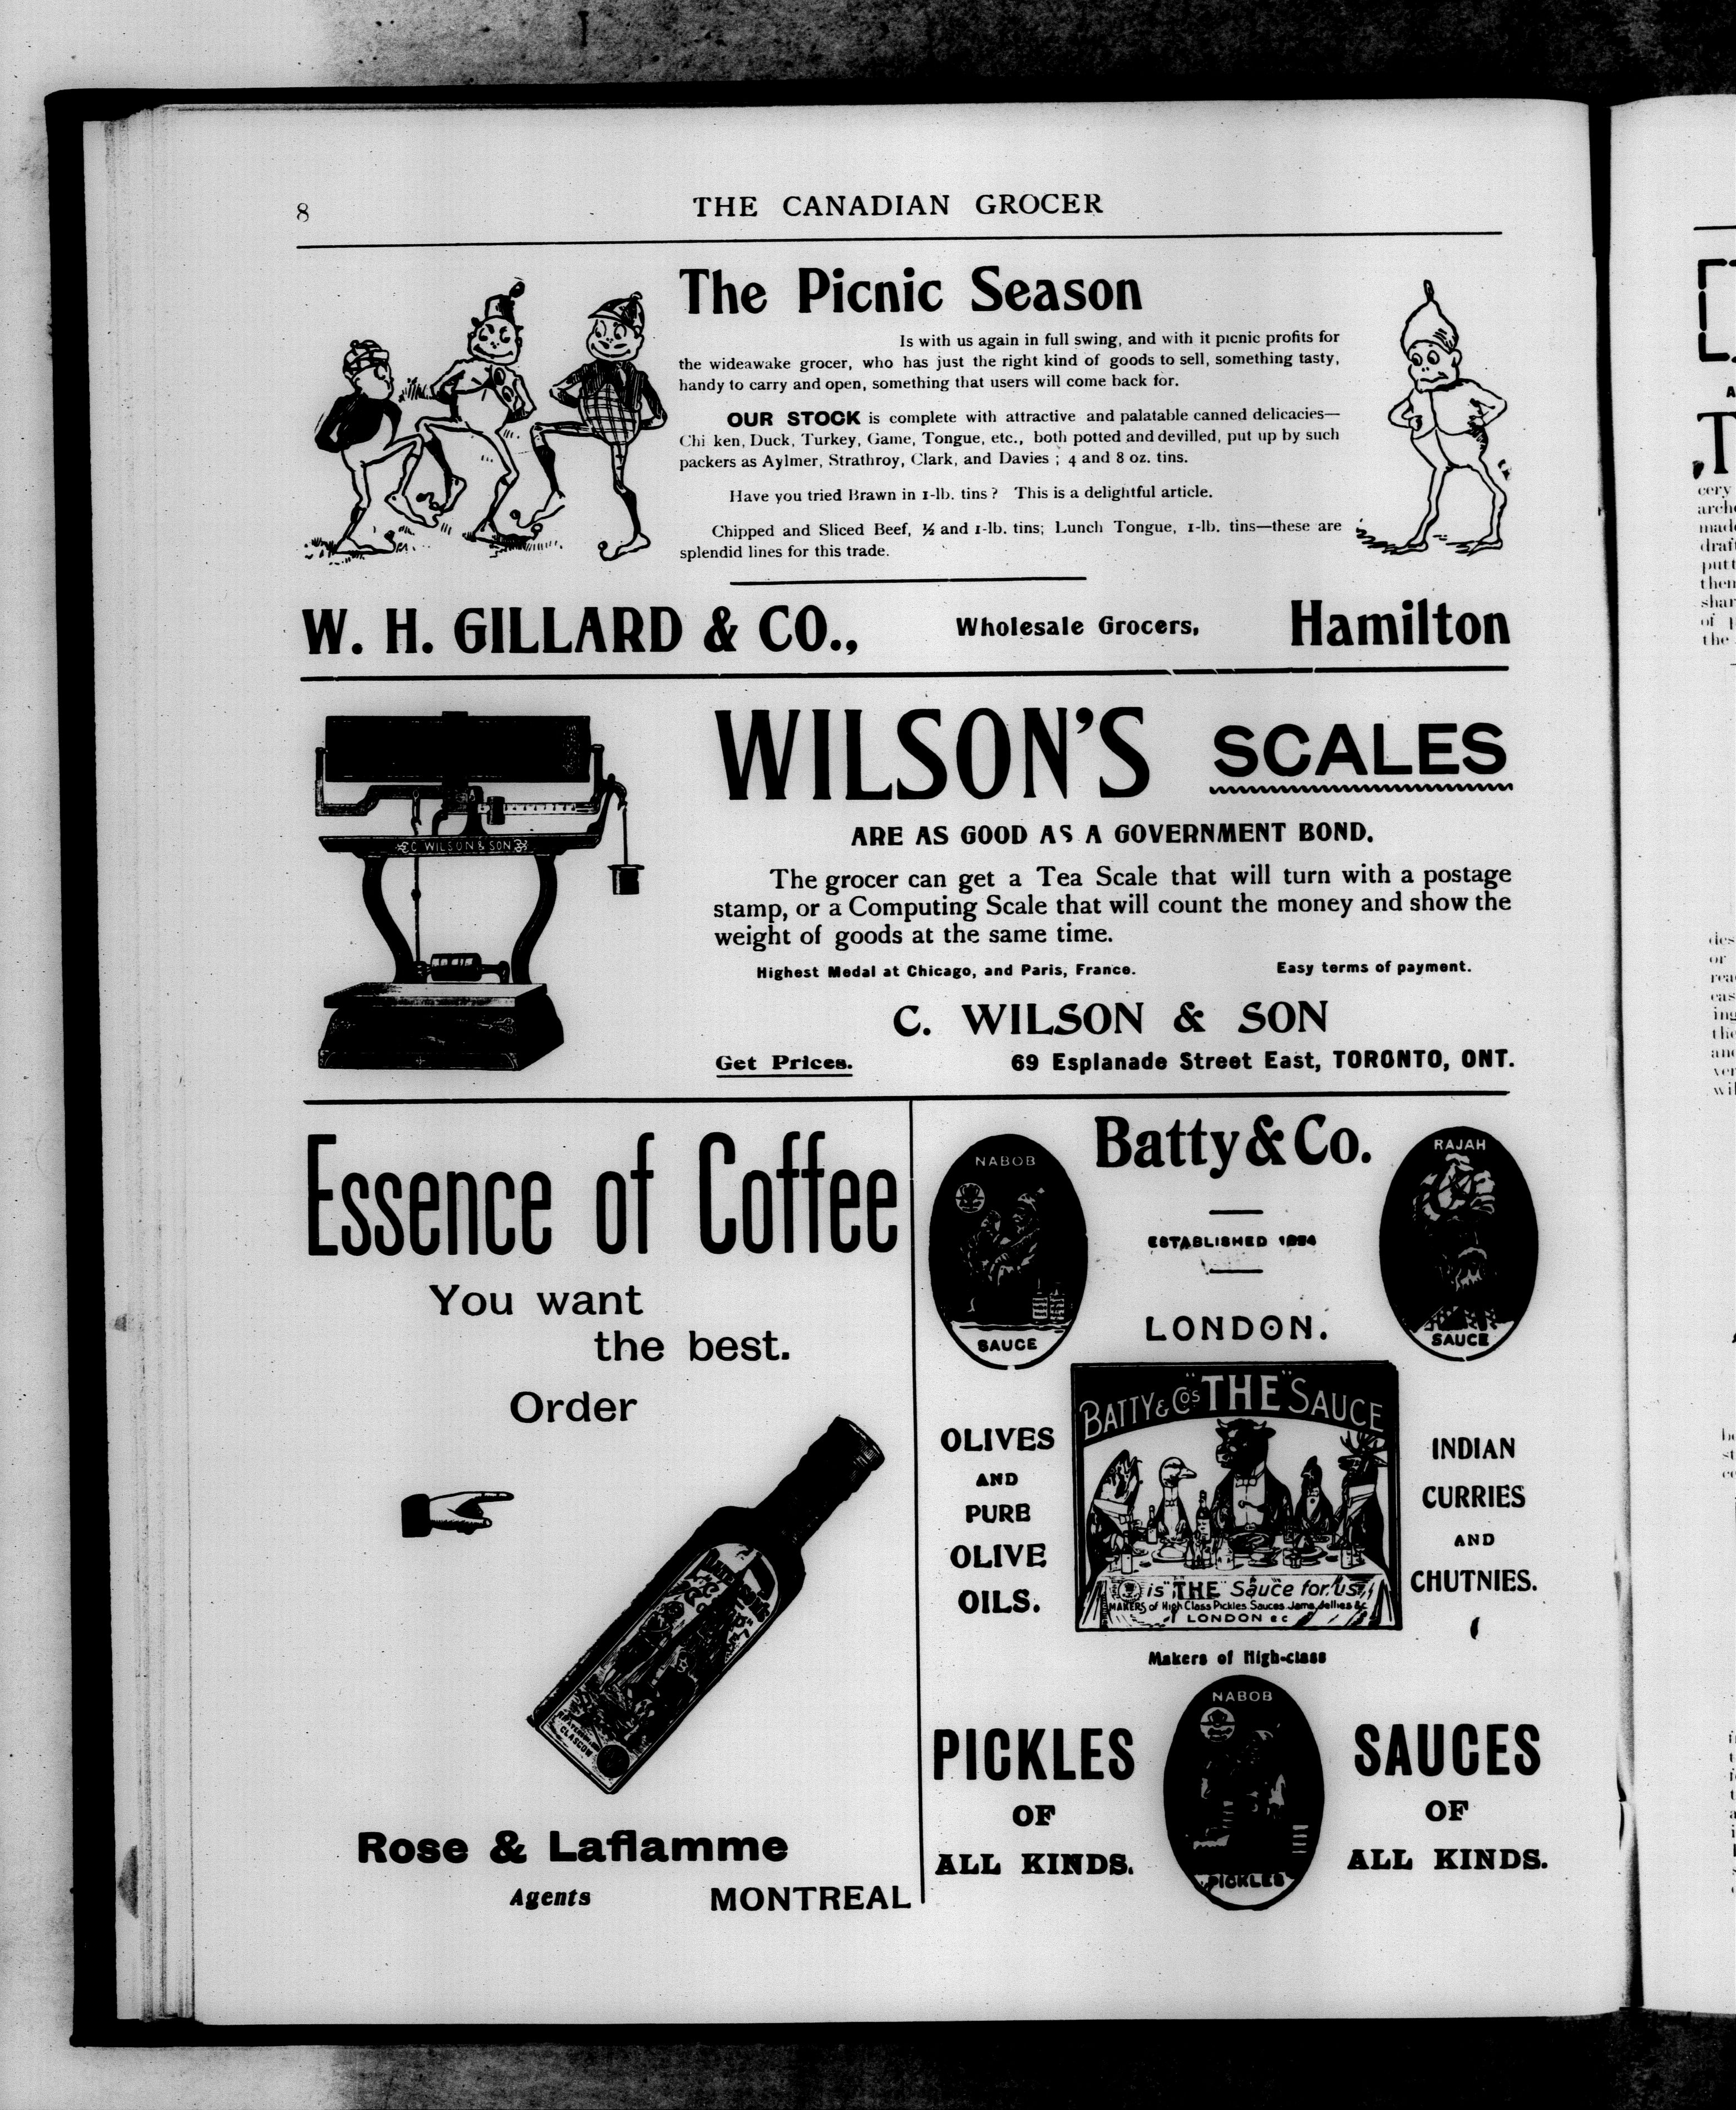 8
THE CANADIAN GROCER
The Picnic Season
Is with us again in full swing, and with it picnic profits for
the wideawake grocer, who has just the right kind of goods to sell, something tasty,
handy to carry and open, something that users will come back for.
OUR STOCK is complete with attractive and palatable canned delicacies—
Chi ken, Duck, Turkey, Game, Tongue, etc., both potted and devilled, put up by such
packers as Aylmer, Strathroy, Clark, and Davies ; 4 and 8 oz. tins.
Have you tried Brawn in 1-lb. tins ? This is a delightful article.
Chipped and Sliced Beef, ½ and 1-lb. tins; Lunch Tongue, 1-lb. tins—these are
splendid lines for this trade.
W. H. GILLARD & CO., Wholesale Grocers, Hamilton
C WILSON & SON
WILSON'S SCALES
ARE AS GOOD AS A GOVERNMENT BOND.
The grocer can get a Tea Scale that will turn with a postage
stamp, or a Computing Scale that will count the money and show the
weight of goods at the same time.
Highest Medal at Chicago, and Paris, France. Easy terms of payment.
C. WILSON & SON
Get Prices. 69 Esplanade Street East, TORONTO, ONT.
Essence of Coffee
You want
the best.
Order
GLASGOW
Rose & Laflamme
Agents MONTREAL
Batty & Co.
NABOB
SAUCE
RAJAH
SAUCE
ESTABLISHED
LONDON.
OLIVES
AND
PURE
OLIVE
OILS.
BATTY & Co's "THE" SAUCE
is "THE" Sauce for us
MAKERS of High Class Pickles Sauces Jams Jellies &c
LONDON EC
INDIAN
CURRIES
AND
CHUTNIES.
Makers of High-class
PICKLES
OF
ALL KINDS.
NABOB
PICKLES
SAUCES
OF
ALL KINDS.